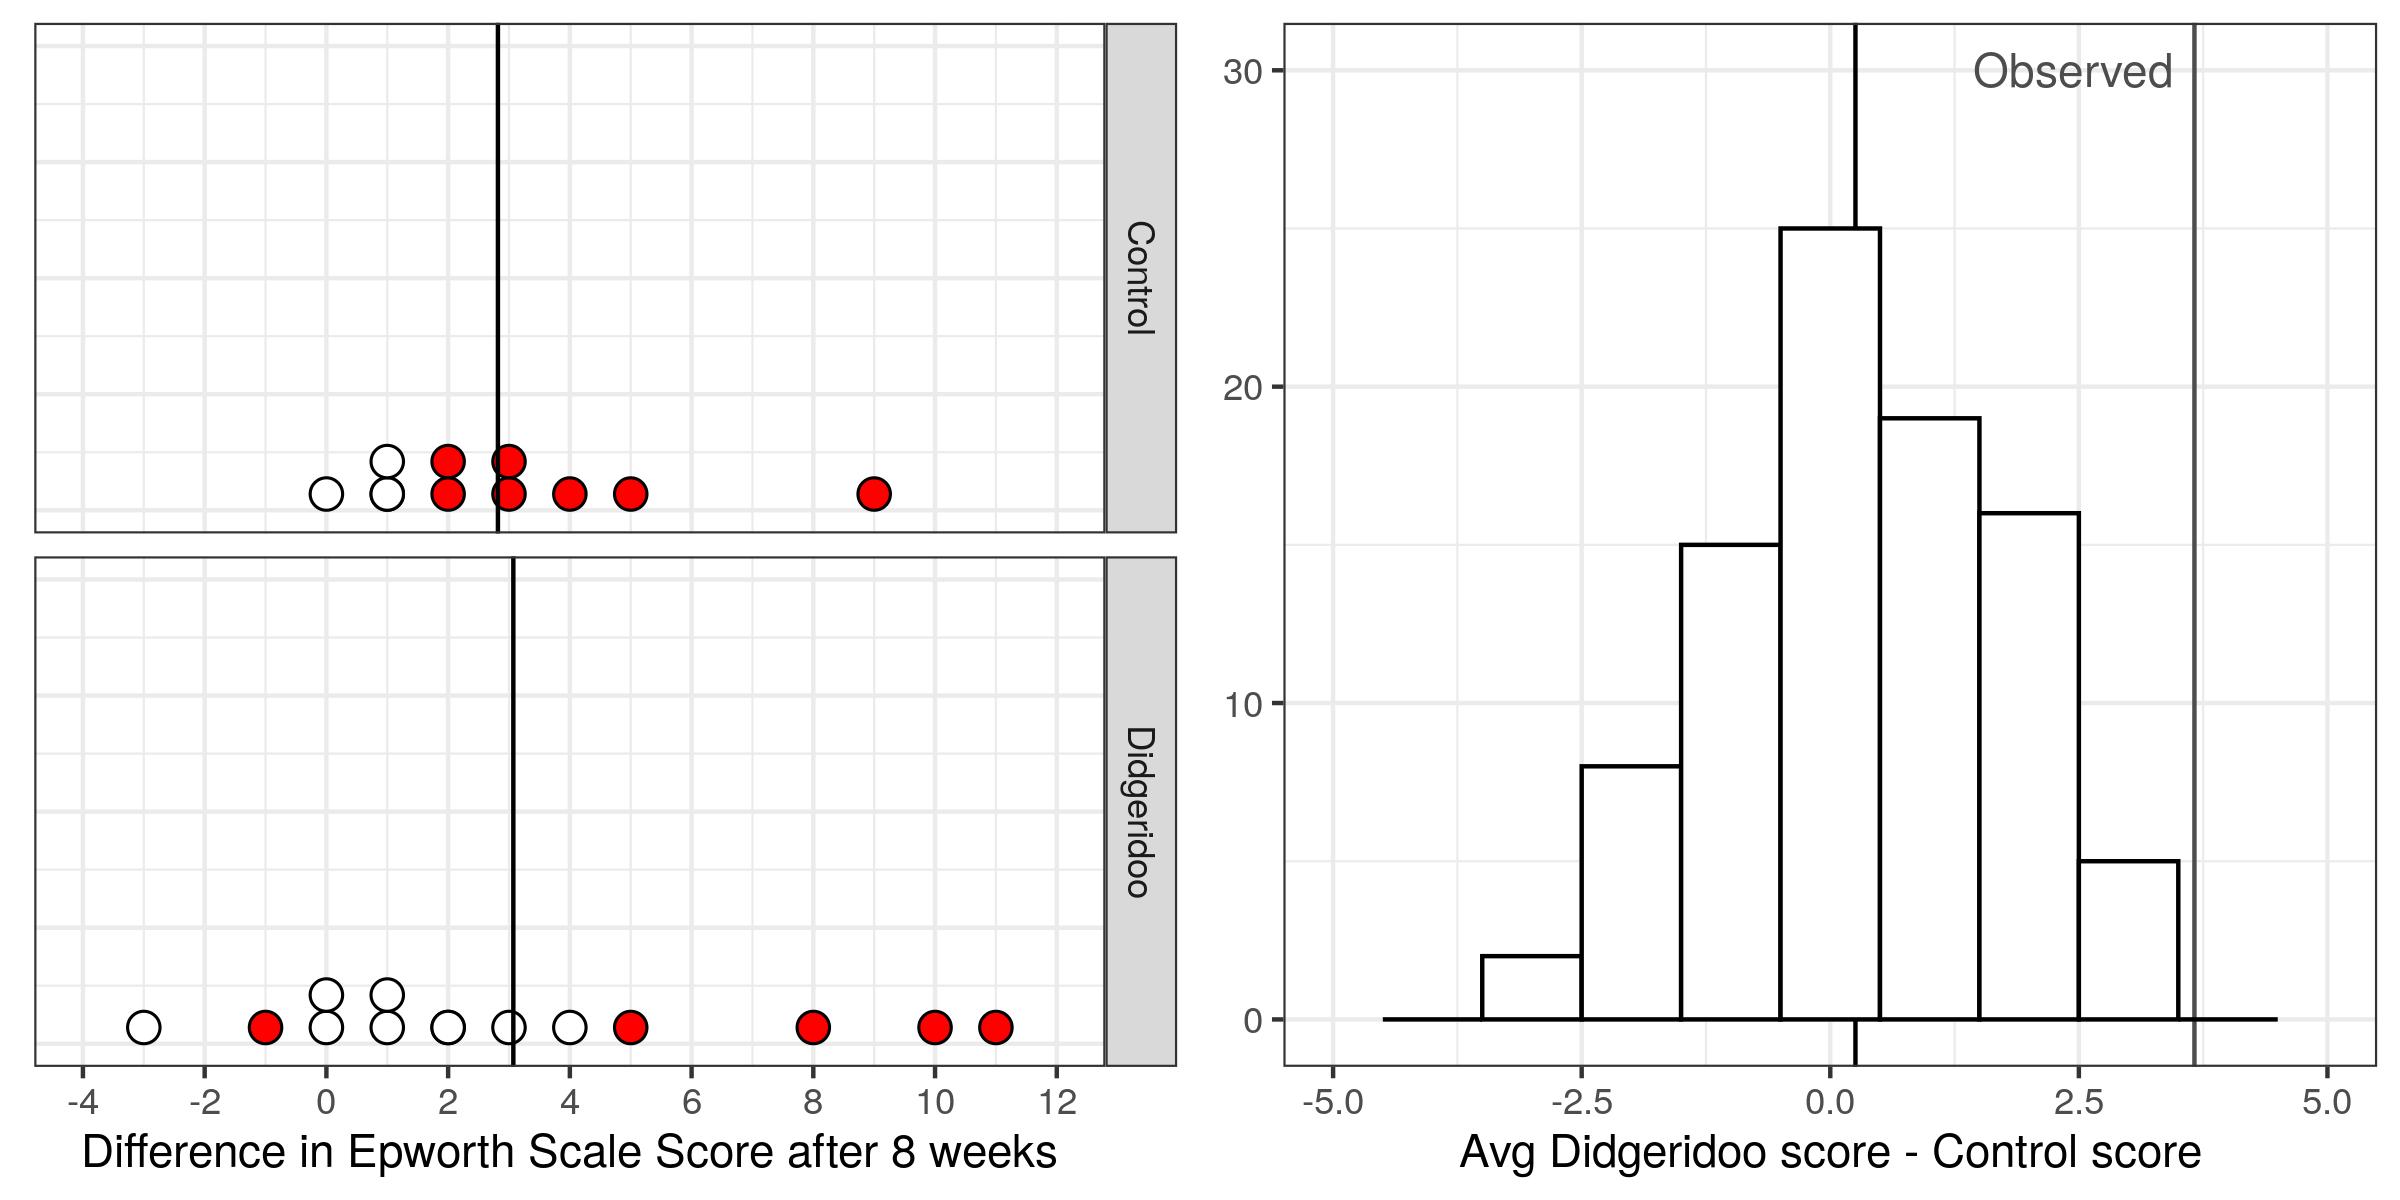 Control
Didgeridoo
-4 -2 0 2 4 6 8 10 12
Difference in Epworth Scale Score after 8 weeks
Observed
30
20
10
0
-5.0 -2.5 0.0 2.5 5.0
Avg Didgeridoo score - Control score